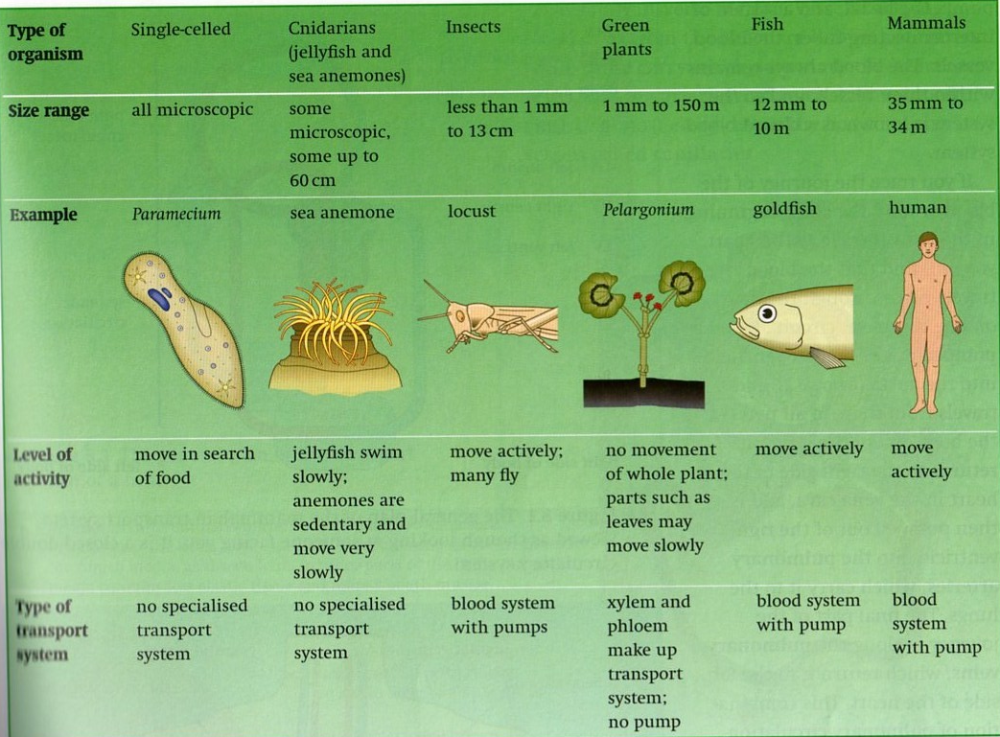 Type of organism
Single-celled
Cnidarians (jellyfish and sea anemones)
Insects
Green plants
Fish
Mammals
Size range
all microscopic
some microscopic, some up to 60 cm
less than 1 mm to 13 cm
1 mm to 150 m
12 mm to 10 m
35 mm to 34 m
Example
Paramecium
sea anemone
locust
Pelargonium
goldfish
human
Level of activity
move in search of food
jellyfish swim slowly; anemones are sedentary and move very slowly
move actively; many fly
no movement of whole plant; parts such as leaves may move slowly
move actively
move actively
Type of transport system
no specialised transport system
no specialised transport system
blood system with pumps
xylem and phloem make up transport system; no pump
blood system with pump
blood system with pump